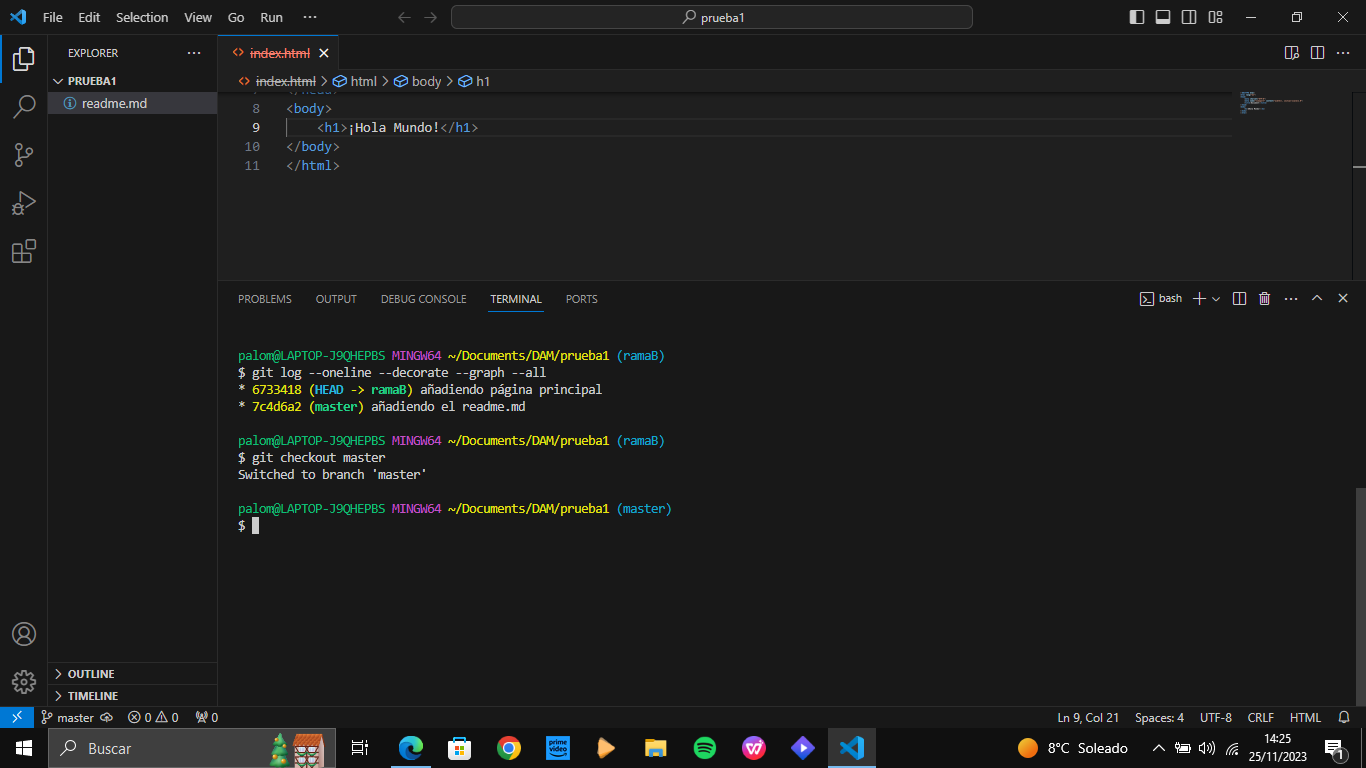 File Edit Selection View Go Run ··· prueba1
EXPLORER ···
PRUEBA1
readme.md
OUTLINE
TIMELINE
index.html
index.html > html > body > h1
8 <body>
9 <h1>¡Hola Mundo!</h1>
10 </body>
11 </html>
PROBLEMS OUTPUT DEBUG CONSOLE TERMINAL PORTS bash
palom@LAPTOP-J9QHEPBS MINGW64 ~/Documents/DAM/prueba1 (ramaB)
$ git log --oneline --decorate --graph --all
* 6733418 (HEAD -> ramaB) añadiendo página principal
* 7c4d6a2 (master) añadiendo el readme.md
palom@LAPTOP-J9QHEPBS MINGW64 ~/Documents/DAM/prueba1 (ramaB)
$ git checkout master
Switched to branch 'master'
palom@LAPTOP-J9QHEPBS MINGW64 ~/Documents/DAM/prueba1 (master)
$
master 0 0 0 Ln 9, Col 21 Spaces: 4 UTF-8 CRLF HTML
Buscar prime video 8°C Soleado 14:25
25/11/2023 1